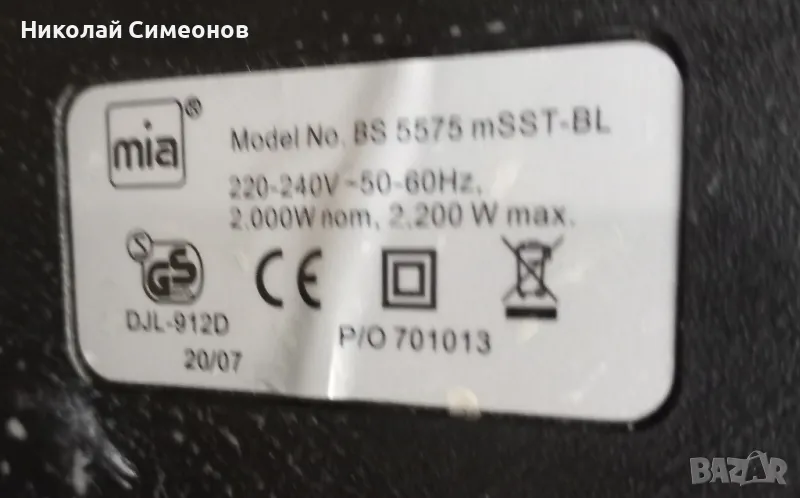 Николай Симеонов
mia®
Model No. BS 5575 mSST-BL
220-240V~50-60Hz,
2.000W nom, 2.200 W max.
GS
CE
DJL-912D
20/07
P/O 701013
BAZAR